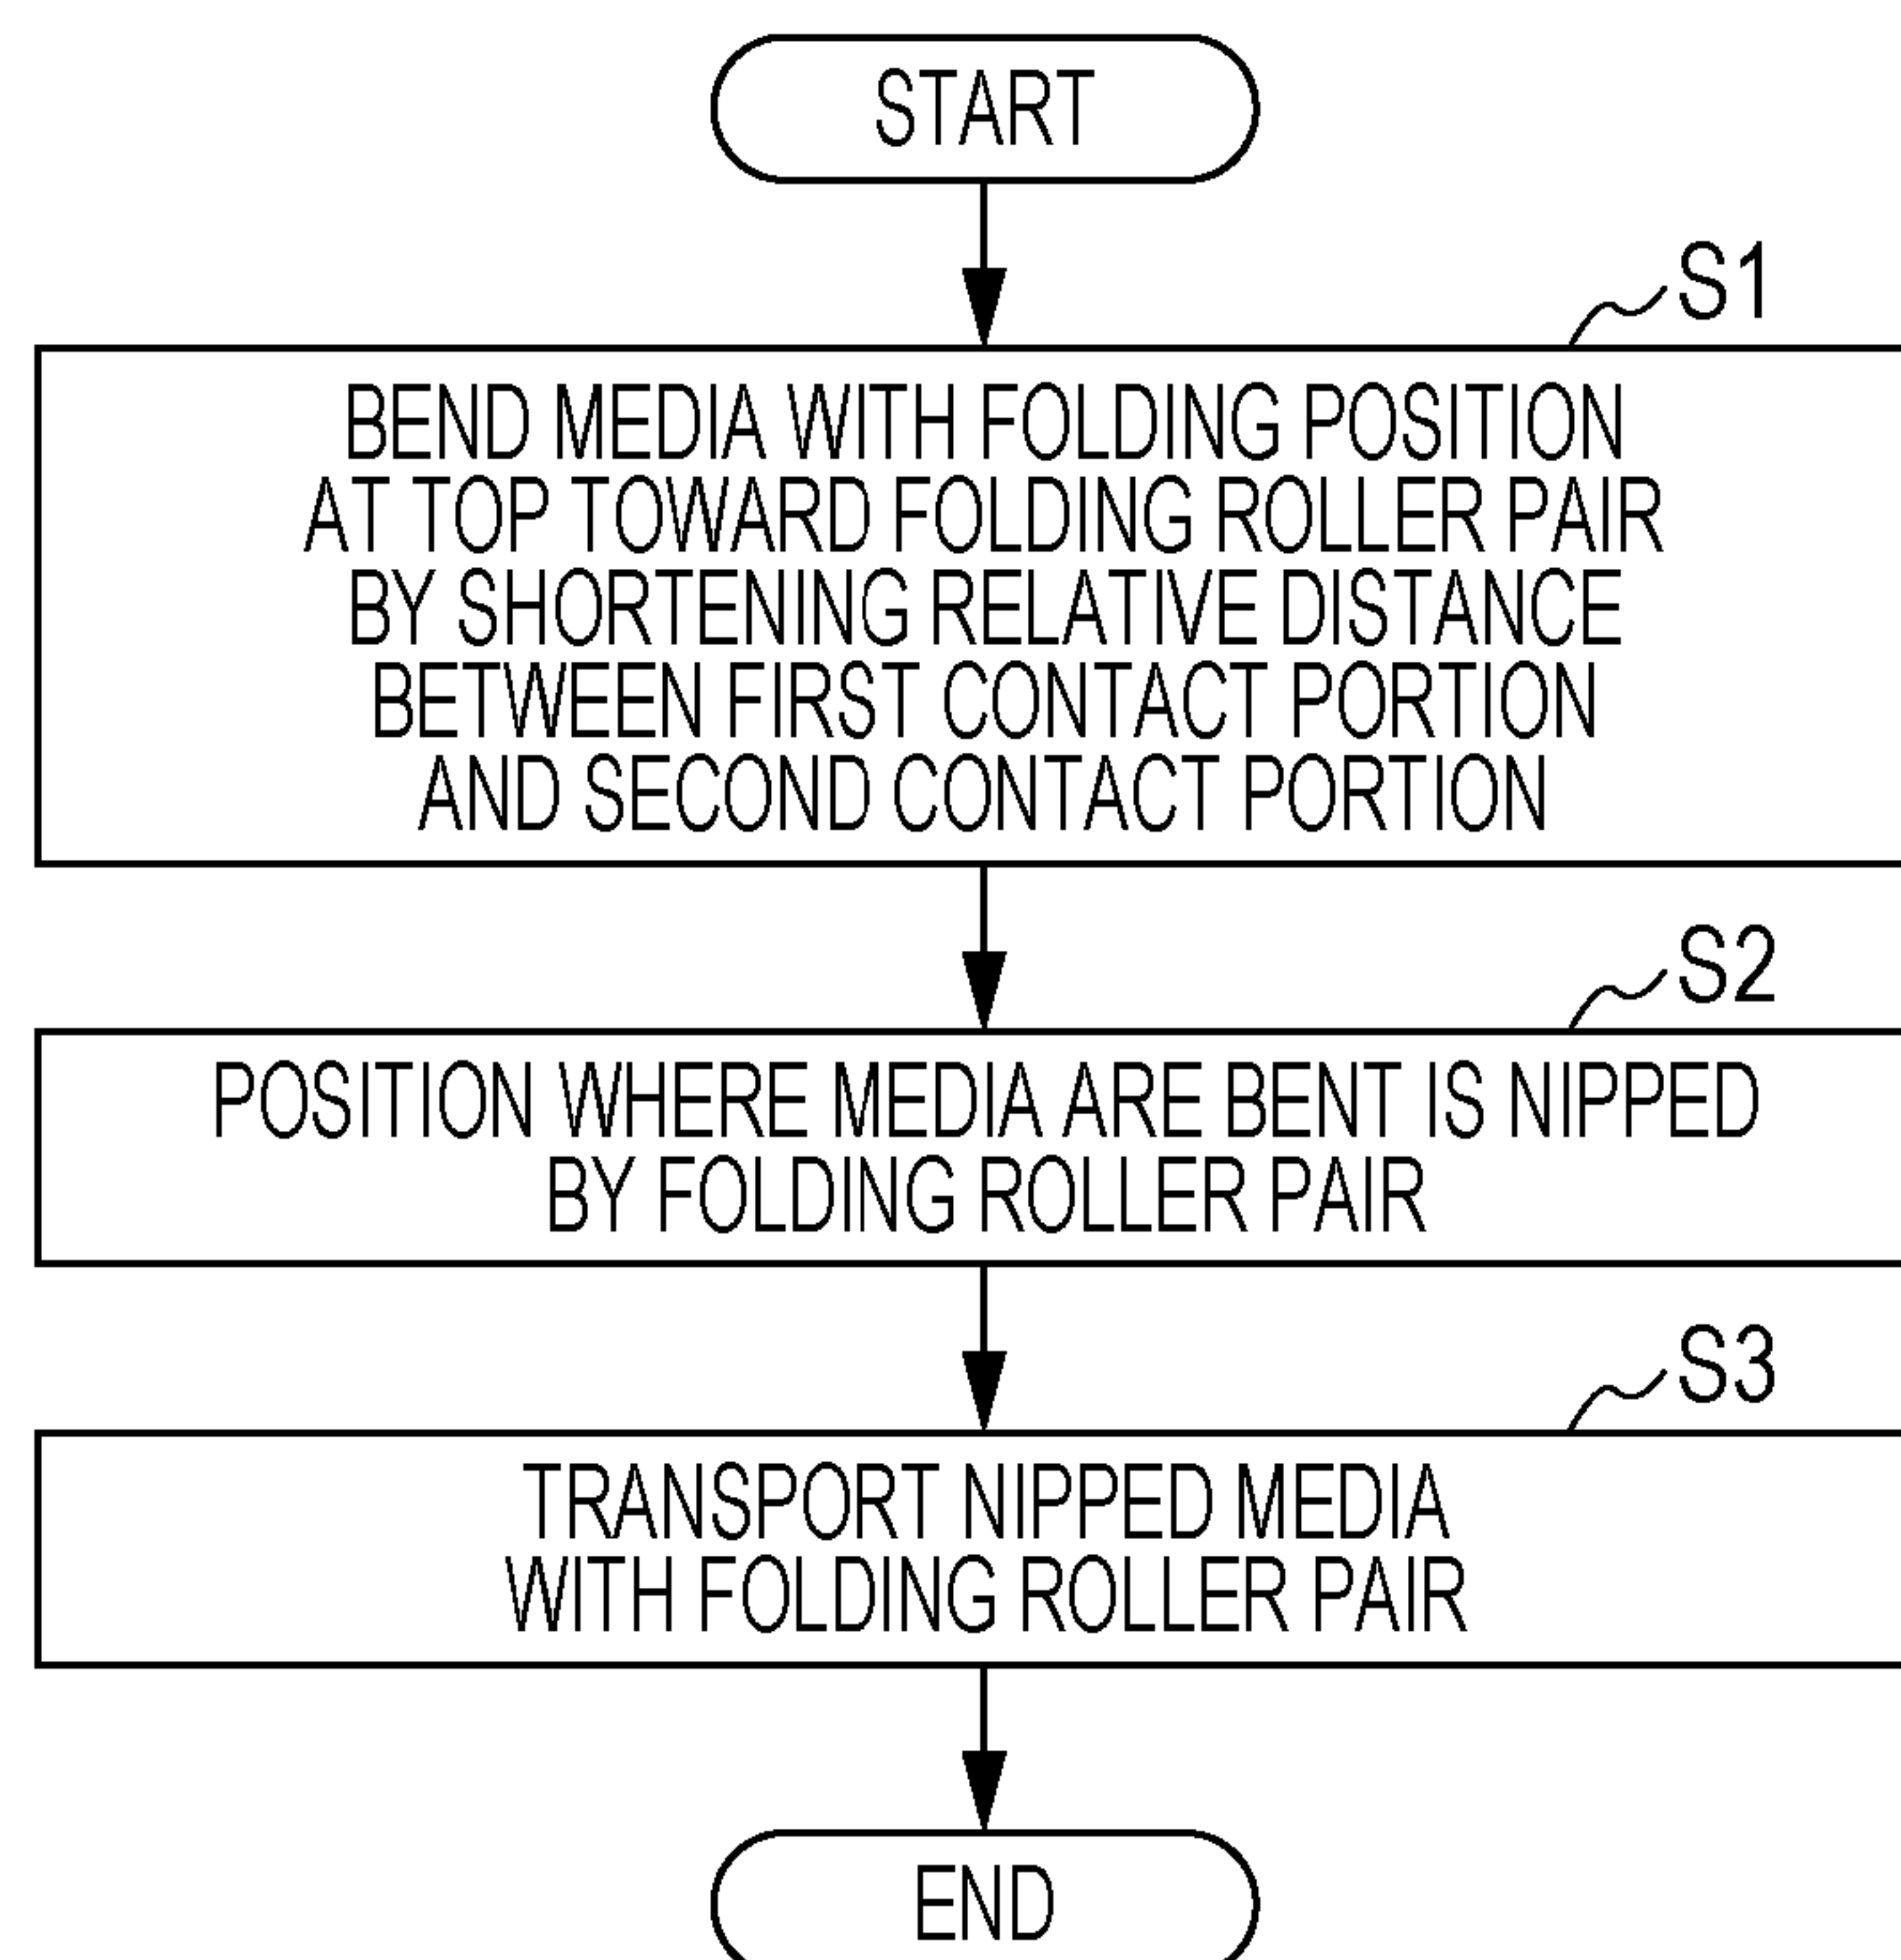 START
S1
BEND MEDIA WITH FOLDING POSITION
AT TOP TOWARD FOLDING ROLLER PAIR
BY SHORTENING RELATIVE DISTANCE
BETWEEN FIRST CONTACT PORTION
AND SECOND CONTACT PORTION
S2
POSITION WHERE MEDIA ARE BENT IS NIPPED
BY FOLDING ROLLER PAIR
S3
TRANSPORT NIPPED MEDIA
WITH FOLDING ROLLER PAIR
END